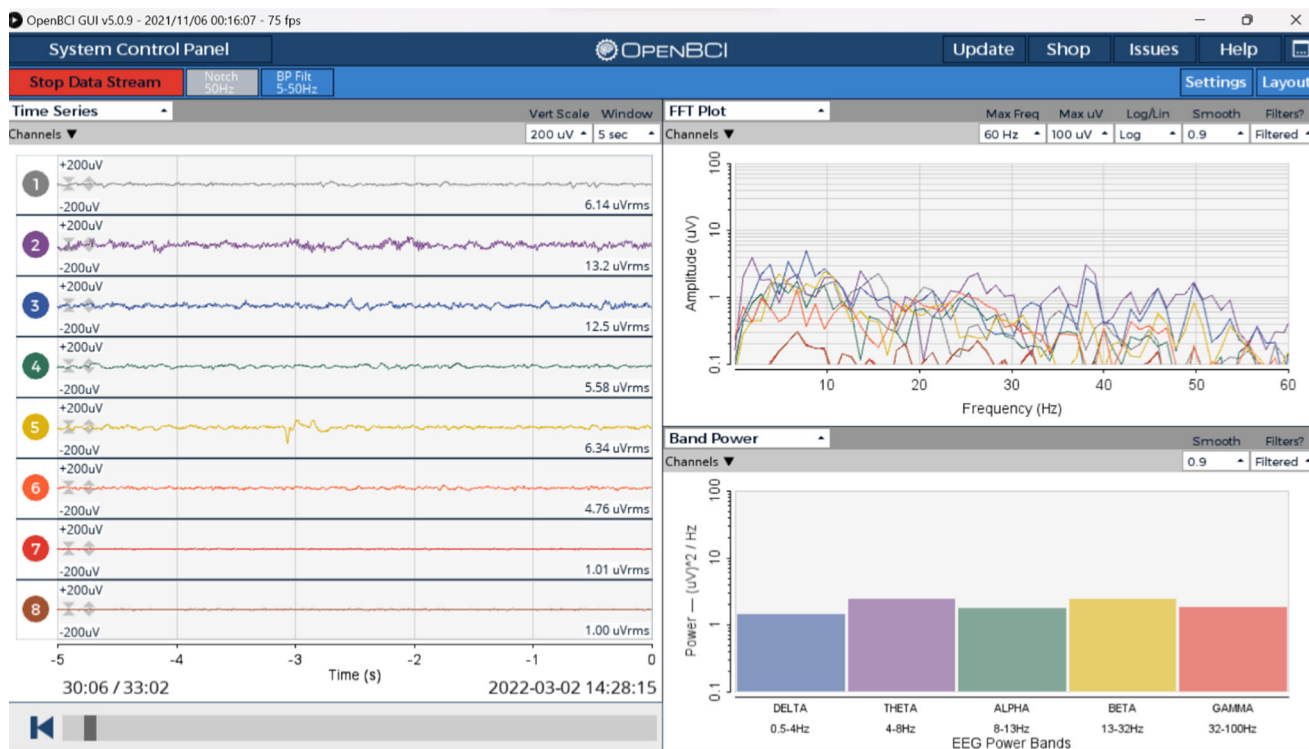 OpenBCI GUI v5.0.9 - 2021/11/06 00:16:07 - 75 fps
System Control Panel
OPENBCI
Update Shop Issues Help
Stop Data Stream
Notch
50Hz
BP Filt
5-50Hz
Settings Layout
Time Series
Vert Scale Window
Channels
200 uV 5 sec
1 +200uV
-200uV 6.14 uVrms
2 +200uV
-200uV 13.2 uVrms
3 +200uV
-200uV 12.5 uVrms
4 +200uV
-200uV 5.58 uVrms
5 +200uV
-200uV 6.34 uVrms
6 +200uV
-200uV 4.76 uVrms
7 +200uV
-200uV 1.01 uVrms
8 +200uV
-200uV 1.00 uVrms
-5 -4 -3 -2 -1 0
Time (s)
30:06 / 33:02
2022-03-02 14:28:15
FFT Plot
Max Freq Max uV Log/Lin Smooth Filters?
Channels
60 Hz 100 uV Log 0.9 Filtered
Amplitude (uV)
100
10
1
0.1
10 20 30 40 50 60
Frequency (Hz)
Band Power
Smooth Filters?
Channels
0.9 Filtered
Power — (uV)^2 / Hz
100
10
1
0.1
DELTA THETA ALPHA BETA GAMMA
0.5-4Hz 4-8Hz 8-13Hz 13-32Hz 32-100Hz
EEG Power Bands